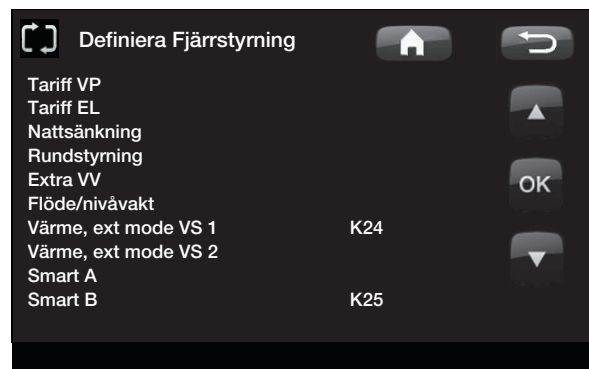 Definiera Fjärrstyrning
Tariff VP
Tariff EL
Nattsänkning
Rundstyrning
Extra VV
Flöde/nivåvakt
Värme, ext mode VS 1 K24
Värme, ext mode VS 2
Smart A
Smart B K25
OK